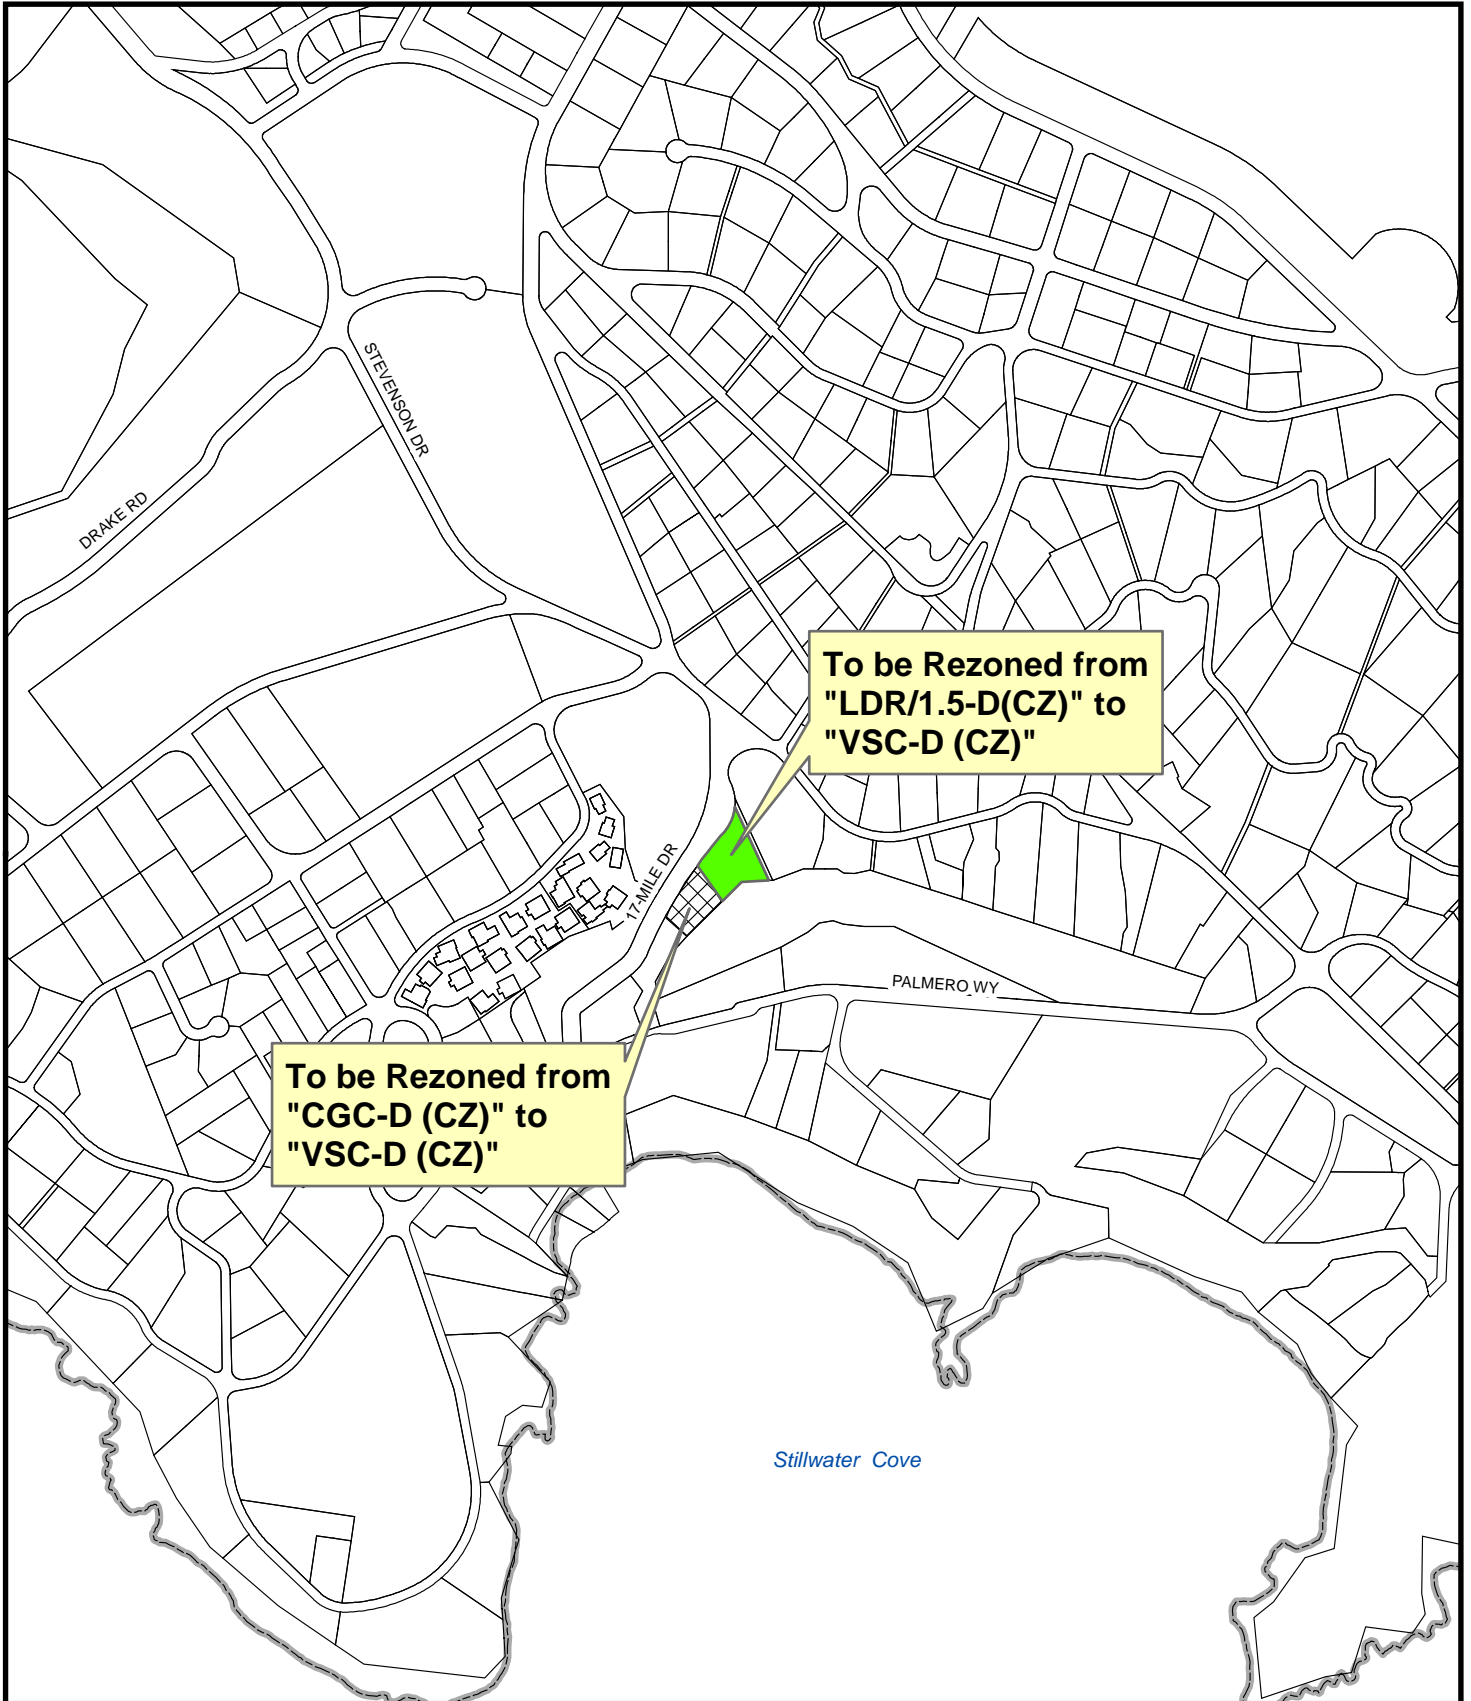 STEVENSON DR
DRAKE RD
To be Rezoned from
"LDR/1.5-D(CZ)" to
"VSC-D (CZ)"
17-MILE DR
PALMERO WY
To be Rezoned from
"CGC-D (CZ)" to
"VSC-D (CZ)"
Stillwater Cove